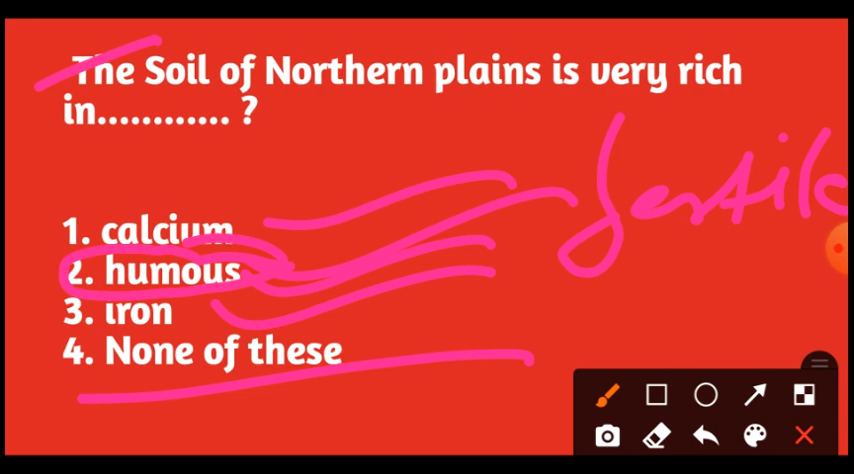 The Soil of Northern plains is very rich
in............ ?
fertile
1. calcium
2. humous
3. iron
4. None of these